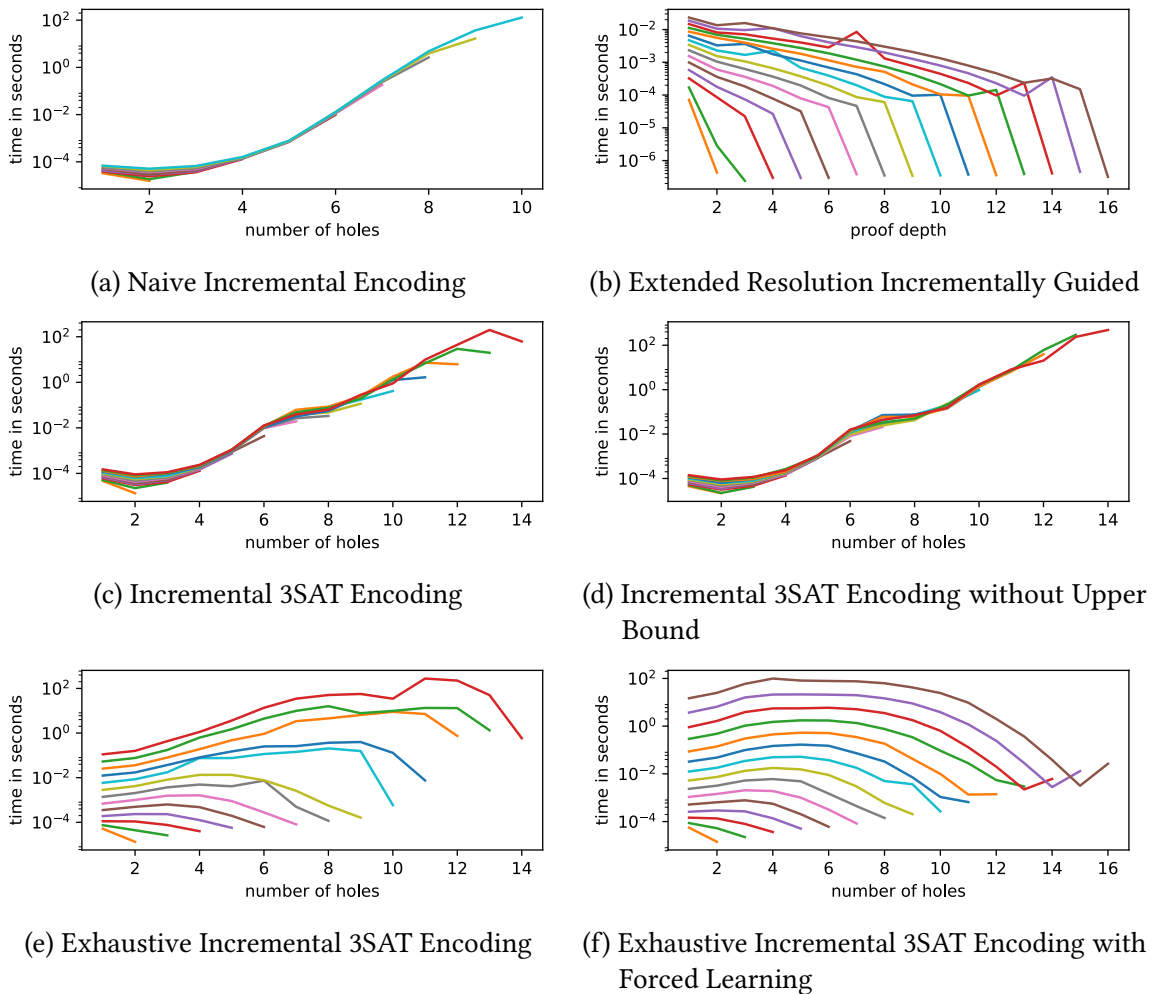 10^2
10^0
10^-2
10^-4
time in seconds
2 4 6 8 10
number of holes
(a) Naive Incremental Encoding
10^-2
10^-3
10^-4
10^-5
10^-6
time in seconds
2 4 6 8 10 12 14 16
proof depth
(b) Extended Resolution Incrementally Guided
10^2
10^0
10^-2
10^-4
time in seconds
2 4 6 8 10 12 14
number of holes
(c) Incremental 3SAT Encoding
10^2
10^0
10^-2
10^-4
time in seconds
2 4 6 8 10 12 14
number of holes
(d) Incremental 3SAT Encoding without Upper
Bound
10^2
10^0
10^-2
10^-4
time in seconds
2 4 6 8 10 12 14
number of holes
(e) Exhaustive Incremental 3SAT Encoding
10^2
10^0
10^-2
10^-4
time in seconds
2 4 6 8 10 12 14 16
number of holes
(f) Exhaustive Incremental 3SAT Encoding with
Forced Learning